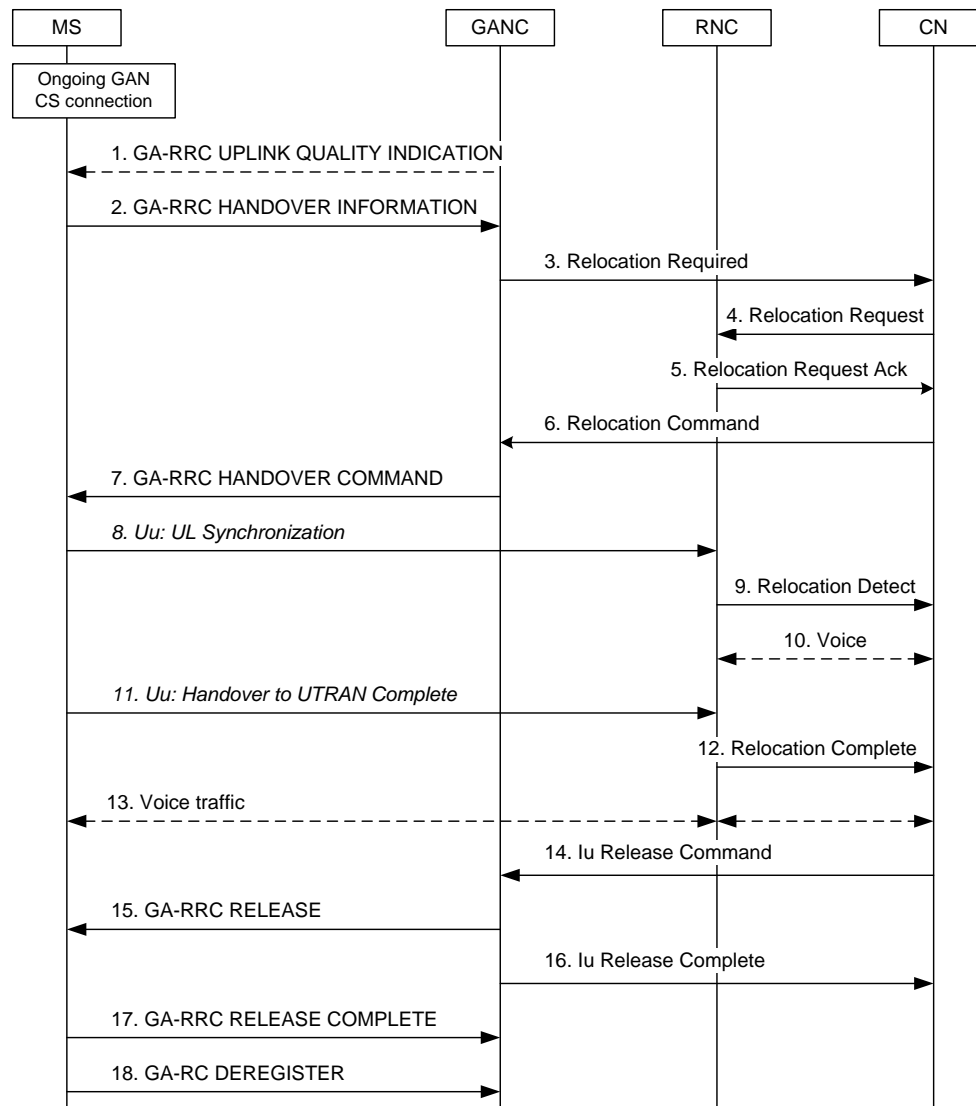 MS
GANC
RNC
CN
Ongoing GAN
CS connection
1. GA-RRC UPLINK QUALITY INDICATION
2. GA-RRC HANDOVER INFORMATION
3. Relocation Required
4. Relocation Request
5. Relocation Request Ack
6. Relocation Command
7. GA-RRC HANDOVER COMMAND
8. Uu: UL Synchronization
9. Relocation Detect
10. Voice
11. Uu: Handover to UTRAN Complete
12. Relocation Complete
13. Voice traffic
14. Iu Release Command
15. GA-RRC RELEASE
16. Iu Release Complete
17. GA-RRC RELEASE COMPLETE
18. GA-RC DEREGISTER